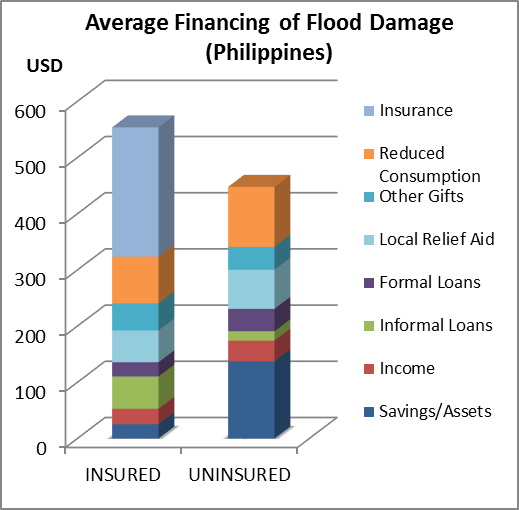 Average Financing of Flood Damage
(Philippines)
USD
600
500
400
300
200
100
0
INSURED
UNINSURED
Insurance
Reduced
Consumption
Other Gifts
Local Relief Aid
Formal Loans
Informal Loans
Income
Savings/Assets